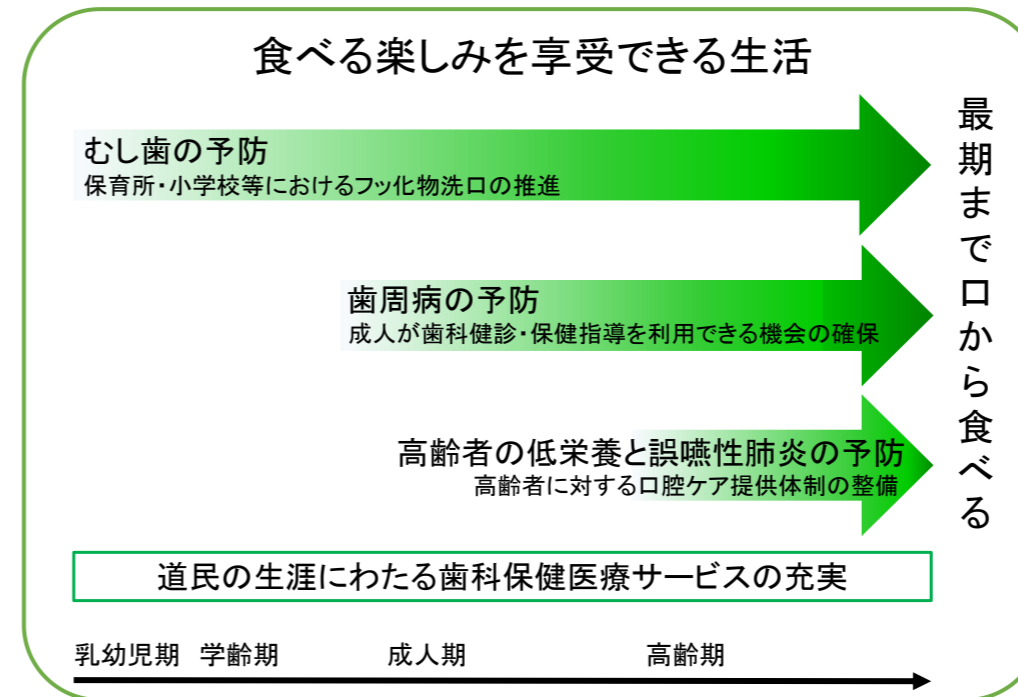 食べる楽しみを享受できる生活
むし歯の予防
保育所・小学校等におけるフッ化物洗口の推進
歯周病の予防
成人が歯科健診・保健指導を利用できる機会の確保
高齢者の低栄養と誤嚥性肺炎の予防
高齢者に対する口腔ケア提供体制の整備
最期まで口から食べる
道民の生涯にわたる歯科保健医療サービスの充実
乳幼児期 学齢期 成人期 高齢期